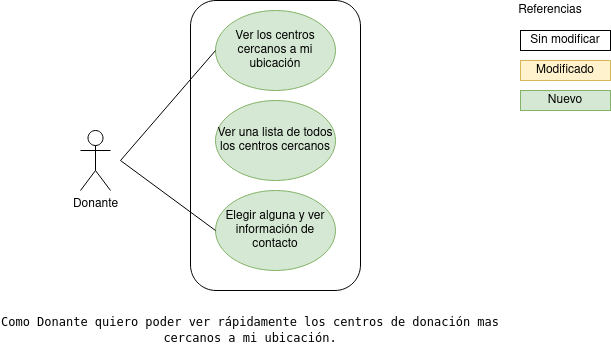 Ver los centros
cercanos a mi
ubicación
Ver una lista de todos
los centros cercanos
Elegir alguna y ver
información de
contacto
Donante
Referencias
Sin modificar
Modificado
Nuevo
Como Donante quiero poder ver rápidamente los centros de donación mas
cercanos a mi ubicación.